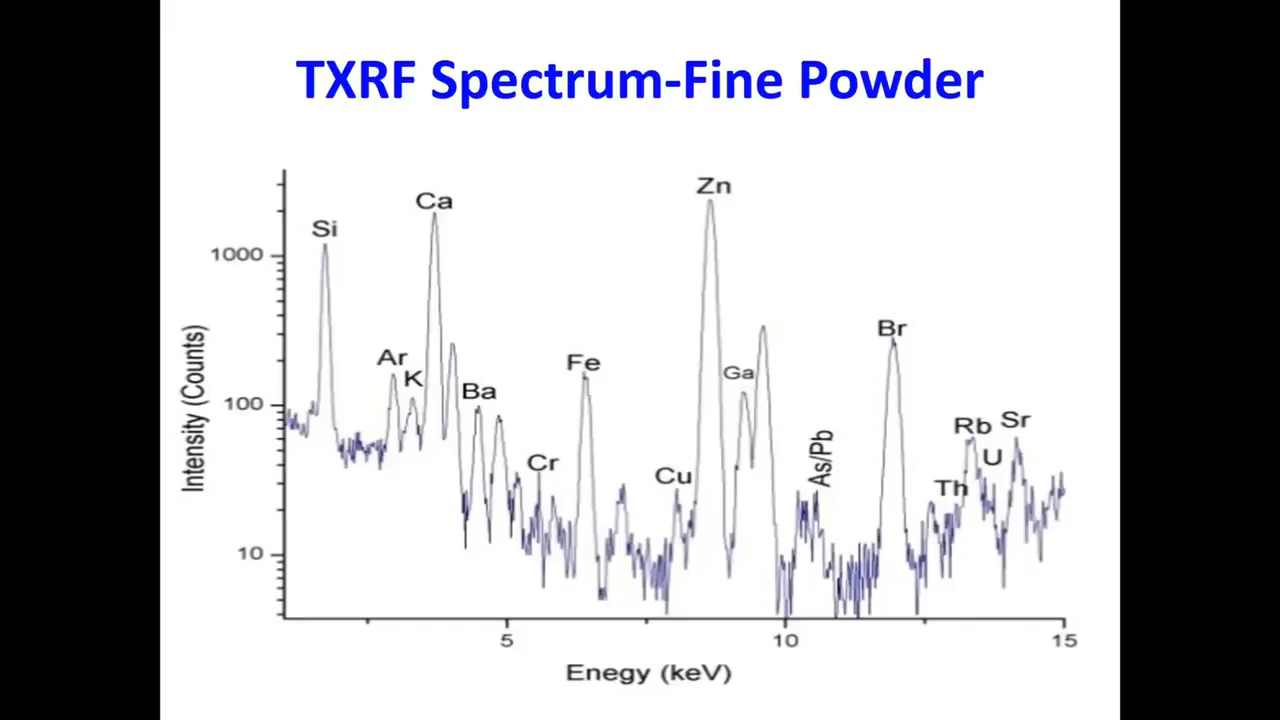 TXRF Spectrum-Fine Powder
Zn
Ca
Si
1000
Br
Ar
Fe
K
Ga
Ba
100
Rb
Sr
As/Pb
U
Cr
Cu
Th
10
Intensity (Counts)
5
10
15
Enegy (keV)